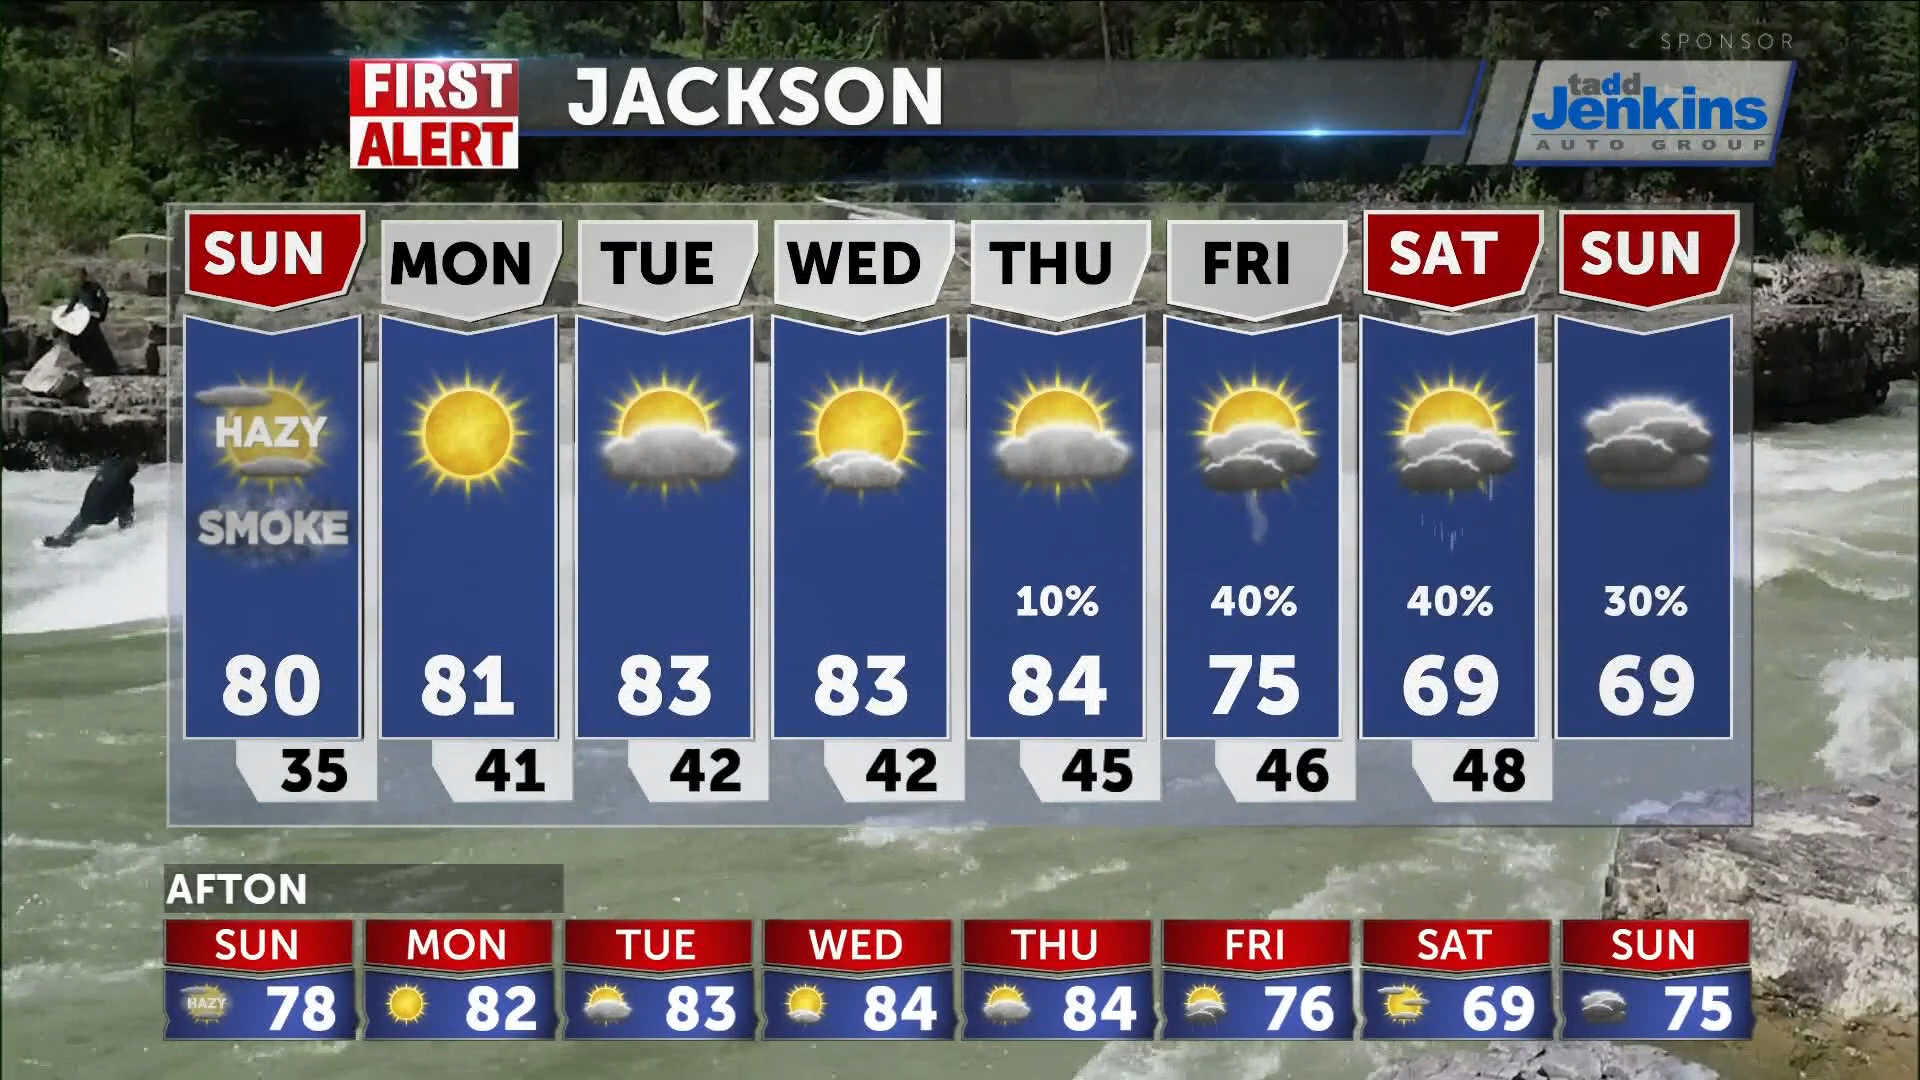 SPONSOR
FIRST
ALERT
JACKSON
tadd
Jenkins
AUTO GROUP
SUN MON TUE WED THU FRI SAT SUN
HAZY
SMOKE
10% 40% 40% 30%
80 81 83 83 84 75 69 69
35 41 42 42 45 46 48
AFTON
SUN MON TUE WED THU FRI SAT SUN
HAZY 78 82 83 84 84 76 69 75